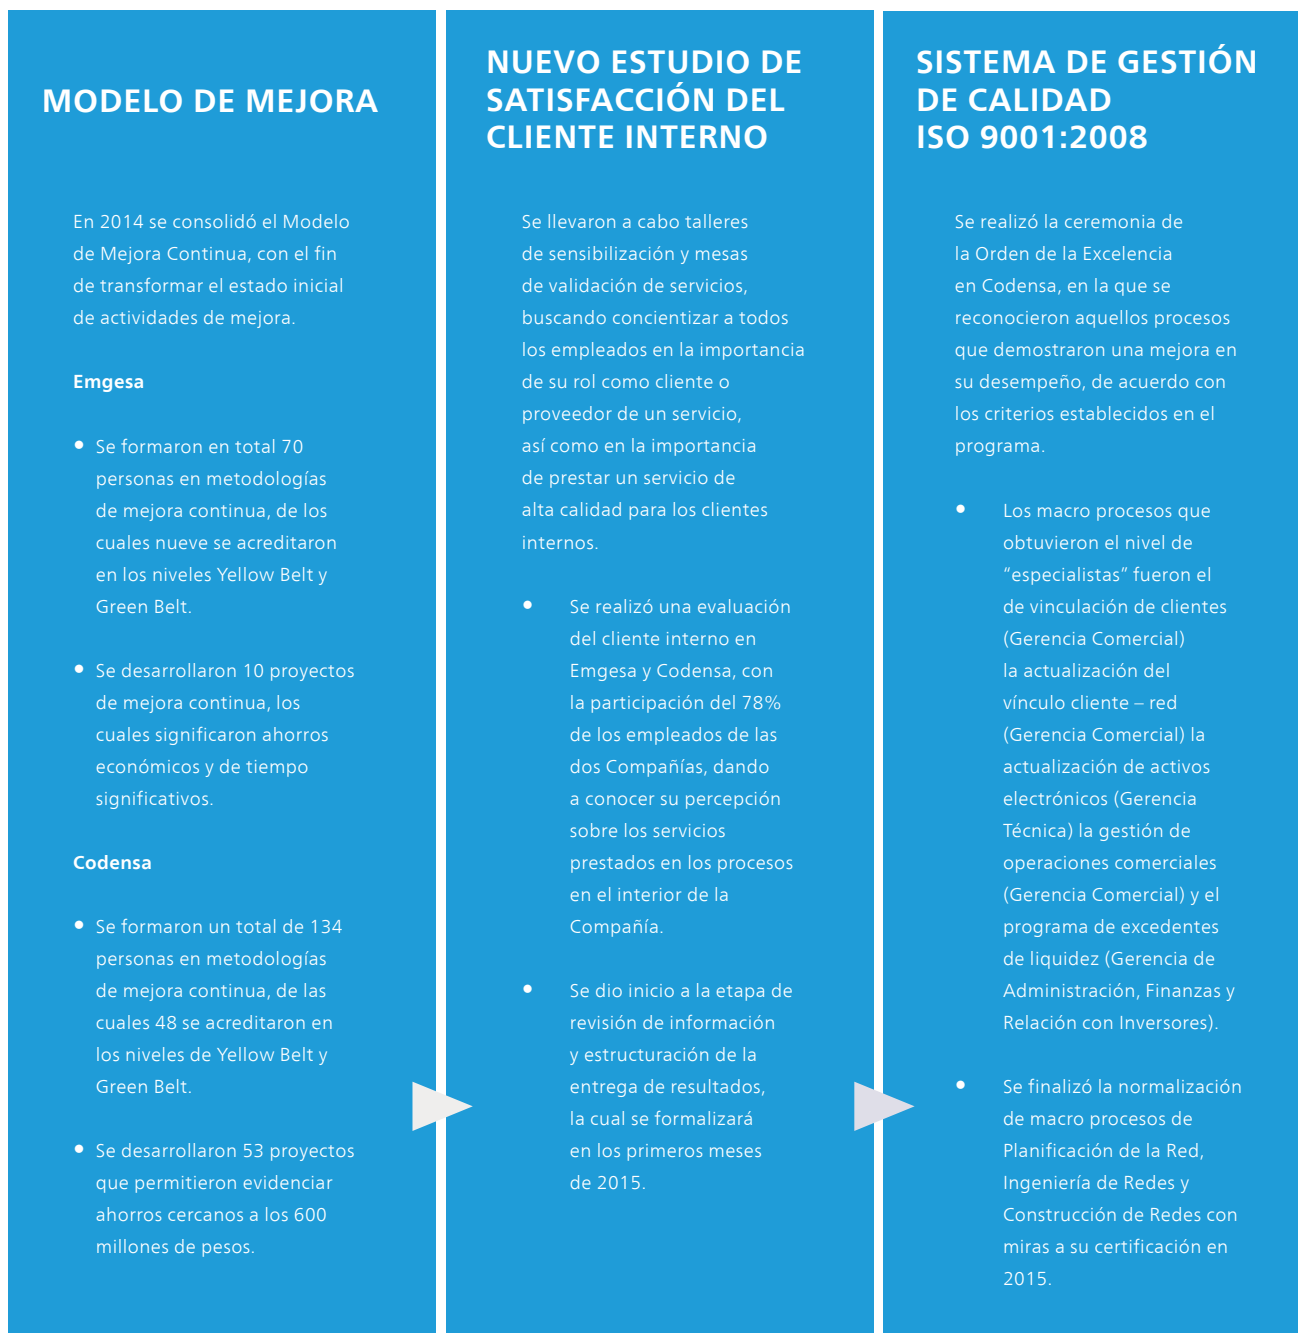 MODELO DE MEJORA
En 2014 se consolidó el Modelo
de Mejora Continua, con el fin
de transformar el estado inicial
de actividades de mejora.
Emgesa
• Se formaron en total 70
personas en metodologías
de mejora continua, de los
cuales nueve se acreditaron
en los niveles Yellow Belt y
Green Belt.
• Se desarrollaron 10 proyectos
de mejora continua, los
cuales significaron ahorros
económicos y de tiempo
significativos.
Codensa
• Se formaron un total de 134
personas en metodologías
de mejora continua, de las
cuales 48 se acreditaron en
los niveles de Yellow Belt y
Green Belt.
• Se desarrollaron 53 proyectos
que permitieron evidenciar
ahorros cercanos a los 600
millones de pesos.
NUEVO ESTUDIO DE
SATISFACCIÓN DEL
CLIENTE INTERNO
Se llevaron a cabo talleres
de sensibilización y mesas
de validación de servicios,
buscando concientizar a todos
los empleados en la importancia
de su rol como cliente o
proveedor de un servicio,
así como en la importancia
de prestar un servicio de
alta calidad para los clientes
internos.
• Se realizó una evaluación
del cliente interno en
Emgesa y Codensa, con
la participación del 78%
de los empleados de las
dos Compañías, dando
a conocer su percepción
sobre los servicios
prestados en los procesos
en el interior de la
Compañía.
• Se dio inicio a la etapa de
revisión de información
y estructuración de la
entrega de resultados,
la cual se formalizará
en los primeros meses
de 2015.
SISTEMA DE GESTIÓN
DE CALIDAD
ISO 9001:2008
Se realizó la ceremonia de
la Orden de la Excelencia
en Codensa, en la que se
reconocieron aquellos procesos
que demostraron una mejora en
su desempeño, de acuerdo con
los criterios establecidos en el
programa.
• Los macro procesos que
obtuvieron el nivel de
“especialistas” fueron el
de vinculación de clientes
(Gerencia Comercial)
la actualización del
vínculo cliente – red
(Gerencia Comercial) la
actualización de activos
electrónicos (Gerencia
Técnica) la gestión de
operaciones comerciales
(Gerencia Comercial) y el
programa de excedentes
de liquidez (Gerencia de
Administración, Finanzas y
Relación con Inversores).
• Se finalizó la normalización
de macro procesos de
Planificación de la Red,
Ingeniería de Redes y
Construcción de Redes con
miras a su certificación en
2015.